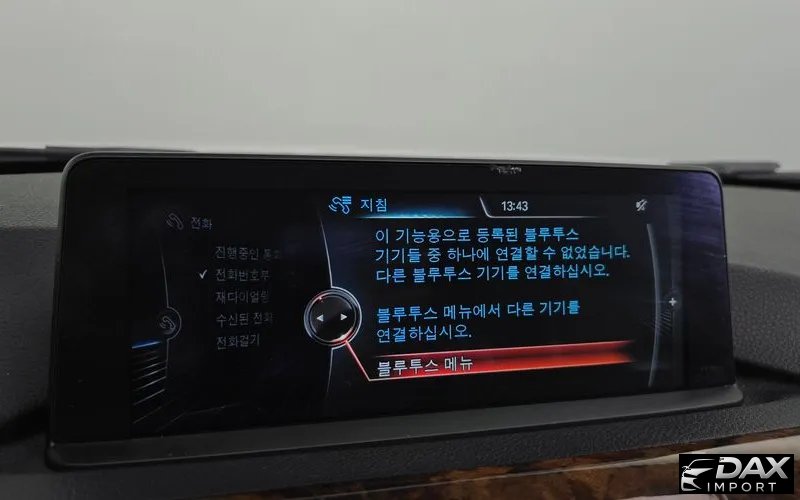 지침
13:43
전화
진행중인 통화
전화번호부
재다이얼링
수신된 전화
전화걸기
이 기능용으로 등록된 블루투스
기기들 중 하나에 연결할 수 없었습니다.
다른 블루투스 기기를 연결하십시오.
블루투스 메뉴에서 다른 기기를
연결하십시오.
블루투스 메뉴
DAX
IMPORT